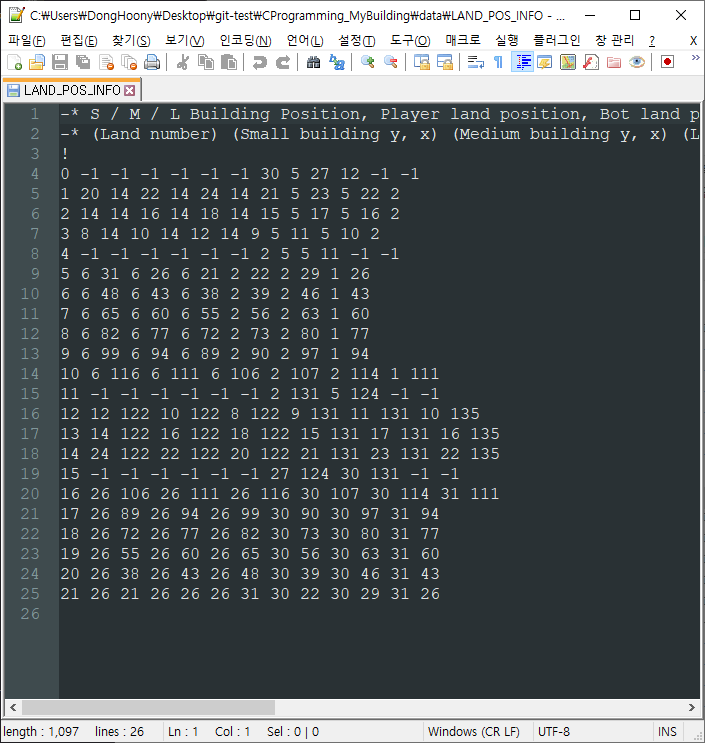 C:₩Users₩DongHoony₩Desktop₩git-test₩CProgramming_MyBuilding₩data₩LAND_POS_INFO - ...
파일(F) 편집(E) 찾기(S) 보기(V) 인코딩(N) 언어(L) 설정(T) 도구(O) 매크로 실행 플러그인 창 관리 ? X
LAND_POS_INFO
1 -* S / M / L Building Position, Player land position, Bot land p
2 -* (Land number) (Small building y, x) (Medium building y, x) (L
3 !
4 0 -1 -1 -1 -1 -1 -1 30 5 27 12 -1 -1
5 1 20 14 22 14 24 14 21 5 23 5 22 2
6 2 14 14 16 14 18 14 15 5 17 5 16 2
7 3 8 14 10 14 12 14 9 5 11 5 10 2
8 4 -1 -1 -1 -1 -1 -1 2 5 5 11 -1 -1
9 5 6 31 6 26 6 21 2 22 2 29 1 26
10 6 6 48 6 43 6 38 2 39 2 46 1 43
11 7 6 65 6 60 6 55 2 56 2 63 1 60
12 8 6 82 6 77 6 72 2 73 2 80 1 77
13 9 6 99 6 94 6 89 2 90 2 97 1 94
14 10 6 116 6 111 6 106 2 107 2 114 1 111
15 11 -1 -1 -1 -1 -1 -1 2 131 5 124 -1 -1
16 12 12 122 10 122 8 122 9 131 11 131 10 135
17 13 14 122 16 122 18 122 15 131 17 131 16 135
18 14 24 122 22 122 20 122 21 131 23 131 22 135
19 15 -1 -1 -1 -1 -1 -1 27 124 30 131 -1 -1
20 16 26 106 26 111 26 116 30 107 30 114 31 111
21 17 26 89 26 94 26 99 30 90 30 97 31 94
22 18 26 72 26 77 26 82 30 73 30 80 31 77
23 19 26 55 26 60 26 65 30 56 30 63 31 60
24 20 26 38 26 43 26 48 30 39 30 46 31 43
25 21 26 21 26 26 26 31 30 22 30 29 31 26
26
length : 1,097 lines : 26 Ln : 1 Col : 1 Sel : 0 | 0 Windows (CR LF) UTF-8 INS